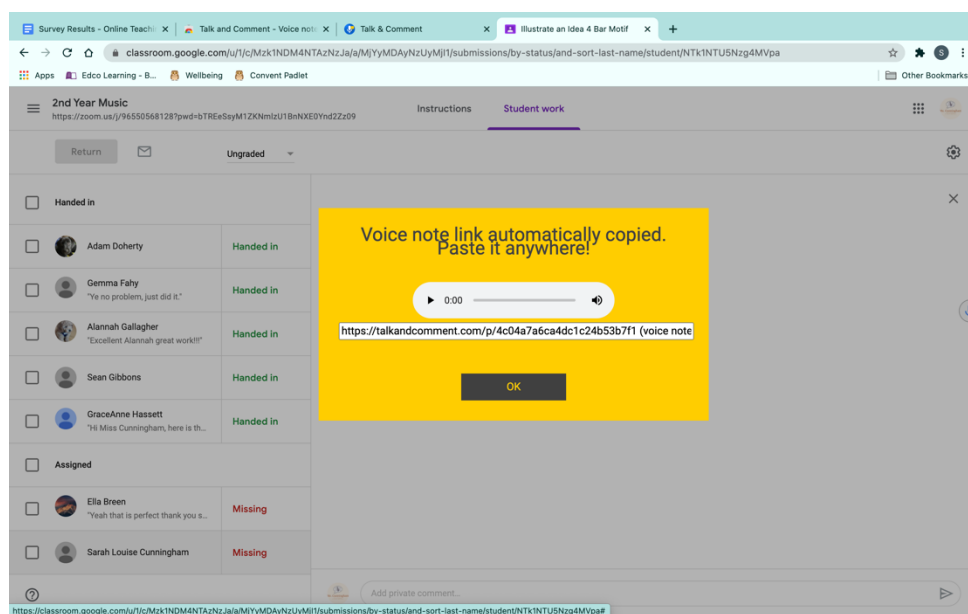 Survey Results - Online Teachi
Talk and Comment - Voice not
Talk & Comment
Illustrate an Idea 4 Bar Motif
classroom.google.com/u/1/c/Mzk1NDM4NTAzNzJa/a/MjYyMDAyNzUyMjI1/submissions/by-status/and-sort-last-name/student/NTk1NTU5Nzg4MVpa
S
Apps
Edco Learning - B...
Wellbeing
Convent Padlet
Other Bookmarks
2nd Year Music
https://zoom.us/j/96550568128?pwd=bTREeSsyM1ZKNmIzU1BnNXE0Ynd2Zz09
Instructions
Student work
Return
Ungraded
Handed in
Adam Doherty
Handed in
Gemma Fahy
"Ye no problem, just did it."
Handed in
Alannah Gallagher
"Excellent Alannah great work!!!"
Handed in
Sean Gibbons
Handed in
GraceAnne Hassett
"Hi Miss Cunningham, here is th...
Handed in
Assigned
Ella Breen
"Yeah that is perfect thank you s...
Missing
Sarah Louise Cunningham
Missing
Voice note link automatically copied.
Paste it anywhere!
0:00
https://talkandcomment.com/p/4c04a7a6ca4dc1c24b53b7f1 (voice note
OK
Add private comment...
https://classroom.google.com/u/1/c/Mzk1NDM4NTAzNzJa/a/MjYyMDAyNzUyMjI1/submissions/by-status/and-sort-last-name/student/NTk1NTU5Nzg4MVpa#